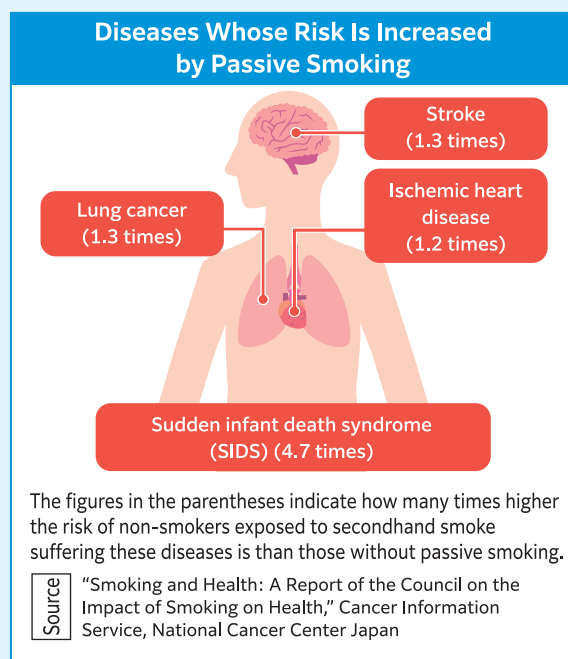 Diseases Whose Risk Is Increased
by Passive Smoking
Stroke
(1.3 times)
Lung cancer
(1.3 times)
Ischemic heart
disease
(1.2 times)
Sudden infant death syndrome
(SIDS) (4.7 times)
The figures in the parentheses indicate how many times higher
the risk of non-smokers exposed to secondhand smoke
suffering these diseases is than those without passive smoking.
Source
“Smoking and Health: A Report of the Council on the
Impact of Smoking on Health,” Cancer Information
Service, National Cancer Center Japan